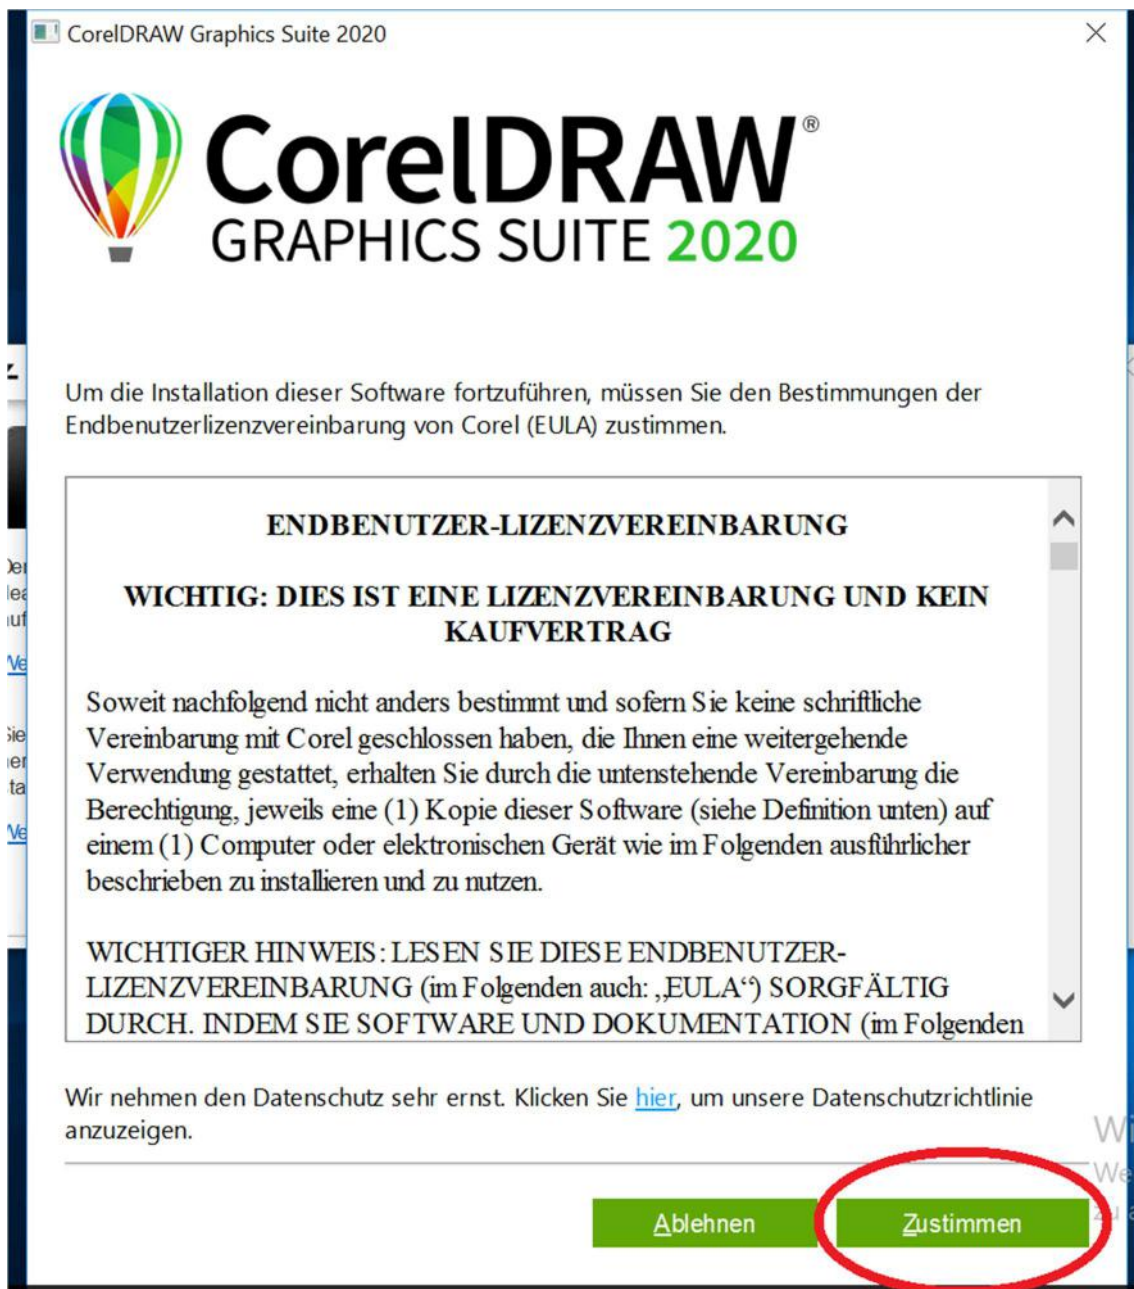 CorelDRAW Graphics Suite 2020
CorelDRAW®
GRAPHICS SUITE 2020
Um die Installation dieser Software fortzuführen, müssen Sie den Bestimmungen der
Endbenutzerlizenzvereinbarung von Corel (EULA) zustimmen.
ENDBENUTZER-LIZENZVEREINBARUNG
WICHTIG: DIES IST EINE LIZENZVEREINBARUNG UND KEIN
KAUFVERTRAG
Soweit nachfolgend nicht anders bestimmt und sofern Sie keine schriftliche
Vereinbarung mit Corel geschlossen haben, die Ihnen eine weitergehende
Verwendung gestattet, erhalten Sie durch die untenstehende Vereinbarung die
Berechtigung, jeweils eine (1) Kopie dieser Software (siehe Definition unten) auf
einem (1) Computer oder elektronischen Gerät wie im Folgenden ausführlicher
beschrieben zu installieren und zu nutzen.
WICHTIGER HINWEIS: LESEN SIE DIESE ENDBENUTZER-
LIZENZVEREINBARUNG (im Folgenden auch: „EULA“) SORGFÄLTIG
DURCH. INDEM SIE SOFTWARE UND DOKUMENTATION (im Folgenden
Wir nehmen den Datenschutz sehr ernst. Klicken Sie hier, um unsere Datenschutzrichtlinie
anzuzeigen.
Ablehnen
Zustimmen